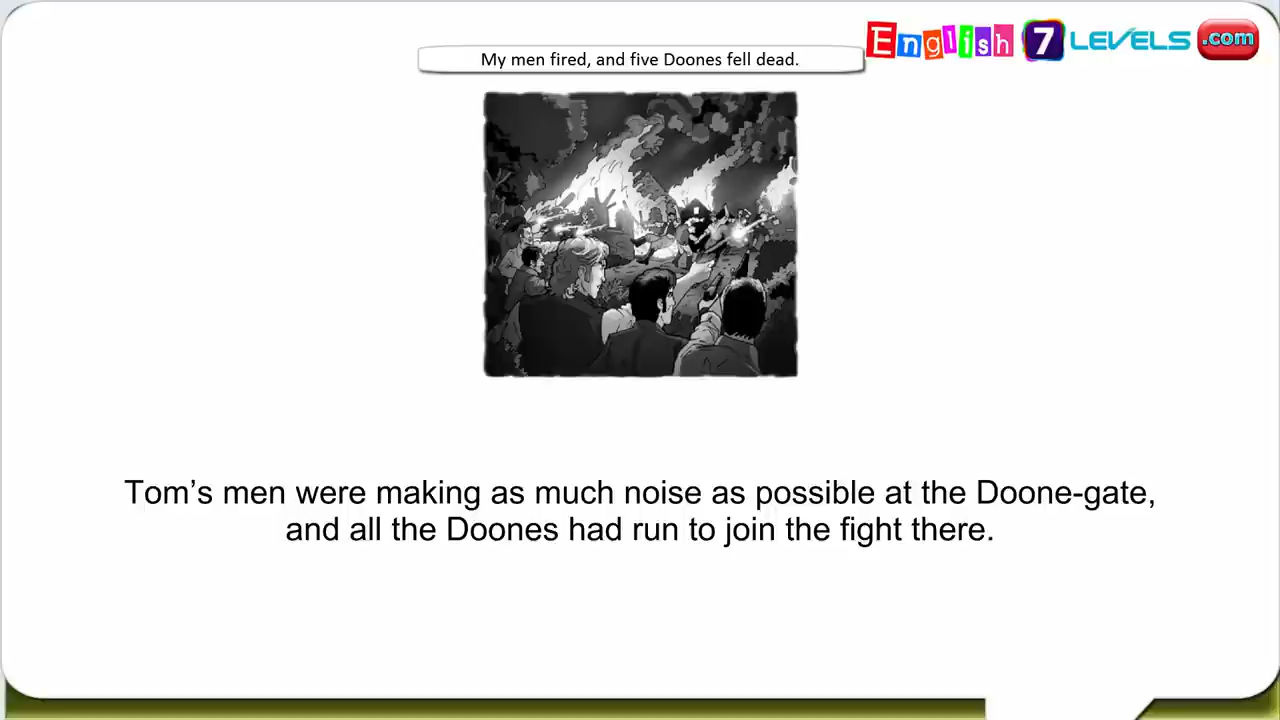 English 7 LEVELS .com
My men fired, and five Doones fell dead.
Tom’s men were making as much noise as possible at the Doone-gate,
and all the Doones had run to join the fight there.